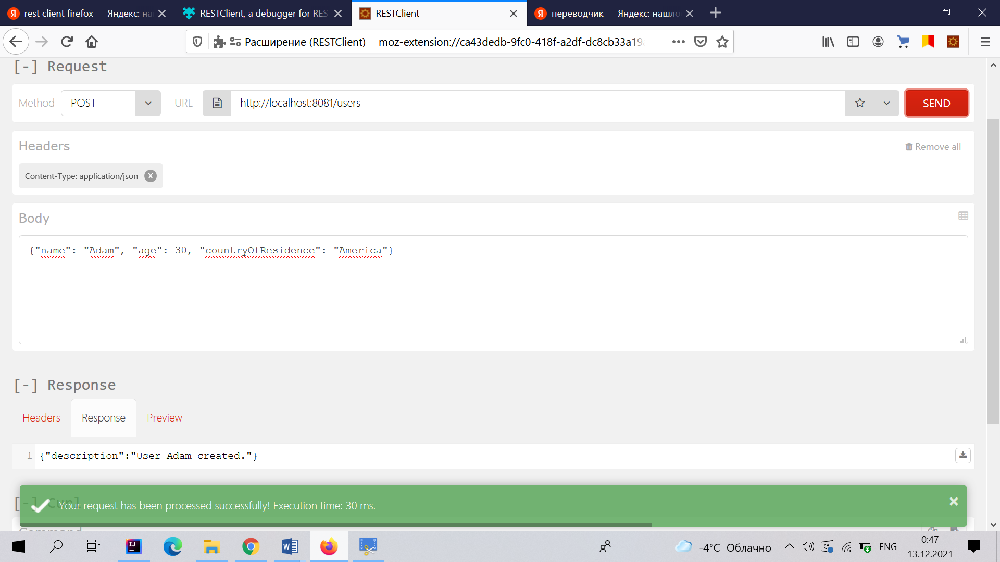 rest client firefox — Яндекс: на
RESTClient, a debugger for RES
RESTClient
переводчик — Яндекс: нашло
Расширение (RESTClient)
moz-extension://ca43dedb-9fc0-418f-a2df-dc8cb33a19
[-] Request
Method
POST
URL
http://localhost:8081/users
SEND
Headers
Remove all
Content-Type: application/json
Body
{"name": "Adam", "age": 30, "countryOfResidence": "America"}
[-] Response
Headers
Response
Preview
1
{"description":"User Adam created."}
[-] Curl
Your request has been processed successfully! Execution time: 30 ms.
Command
-4°C Облачно
ENG
0:47
13.12.2021